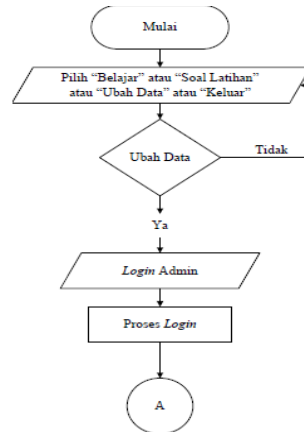 Mulai
Pilih “Belajar” atau “Soal Latihan”
atau “Ubah Data” atau “Keluar”
Ubah Data
Tidak
Ya
Login Admin
Proses Login
A